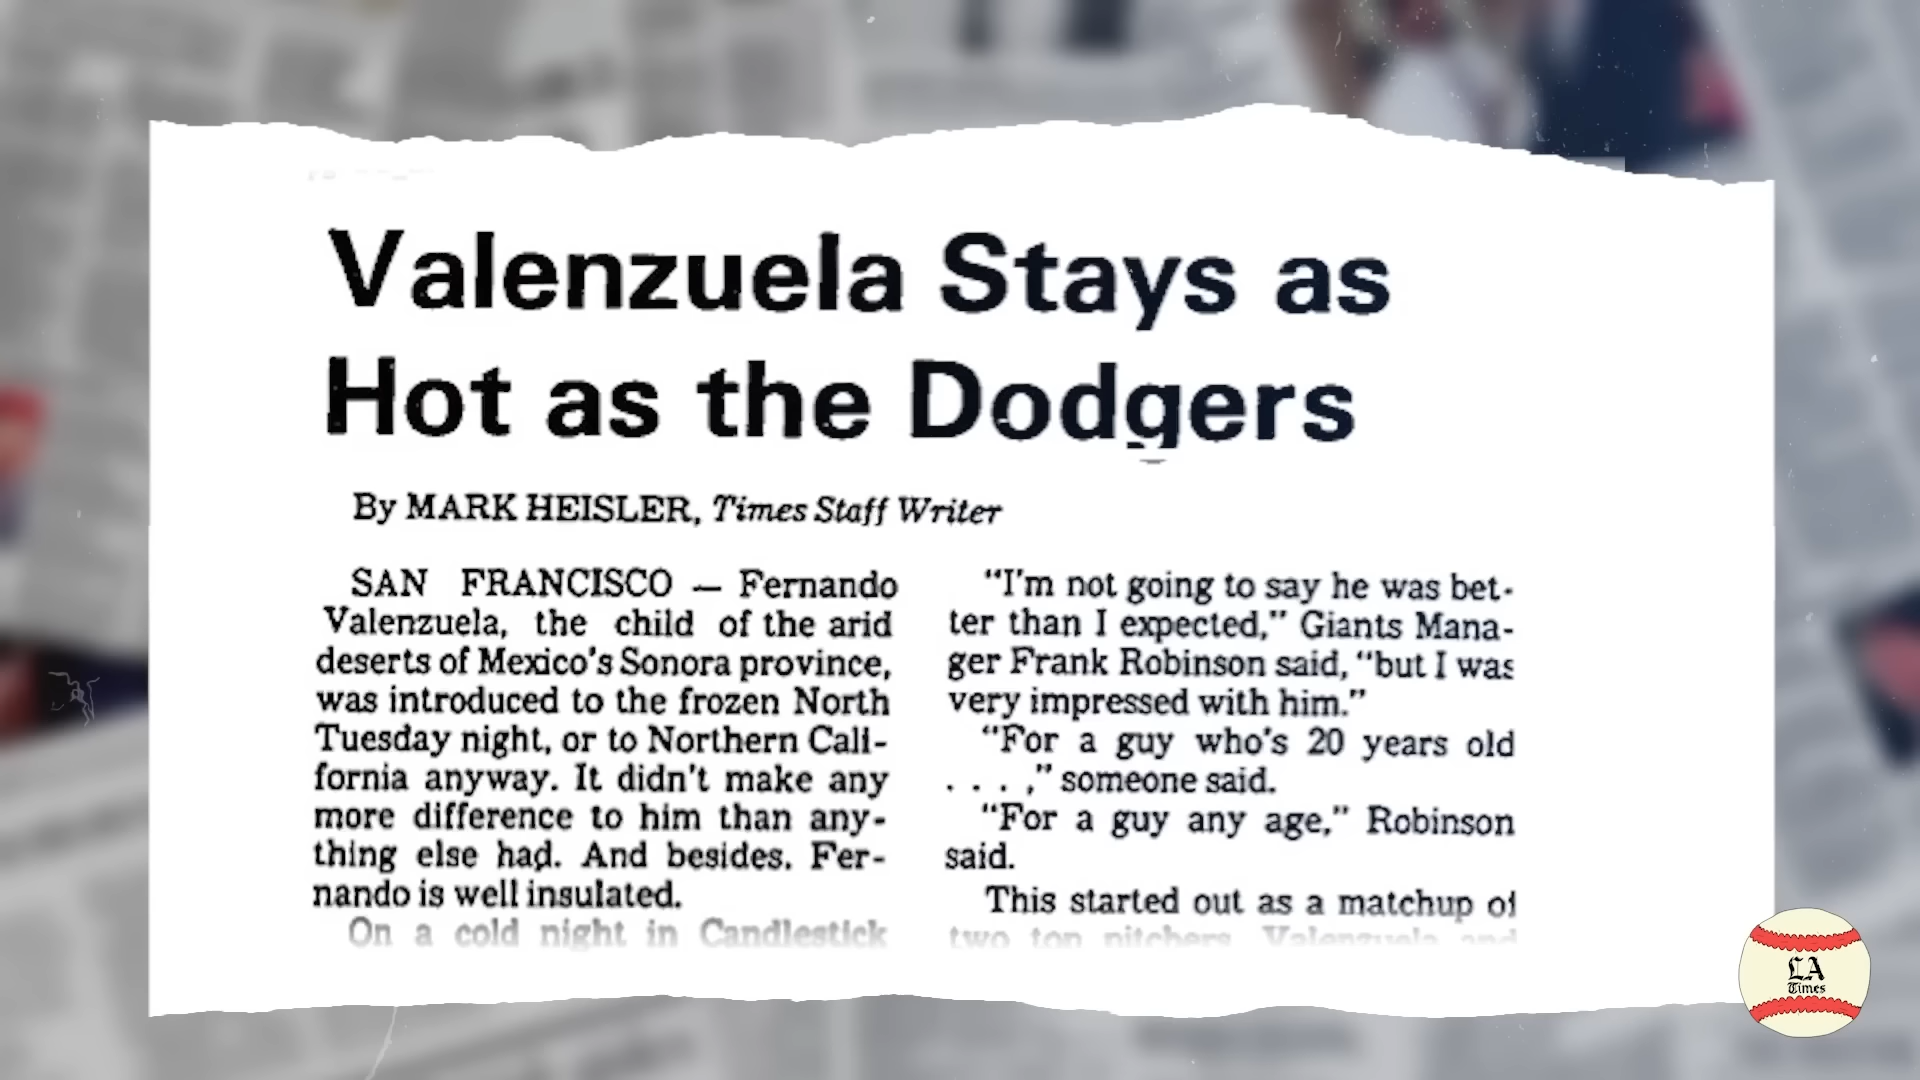 Valenzuela Stays as
Hot as the Dodgers
By MARK HEISLER, Times Staff Writer
SAN FRANCISCO — Fernando
Valenzuela, the child of the arid
deserts of Mexico's Sonora province,
was introduced to the frozen North
Tuesday night, or to Northern Cali-
fornia anyway. It didn't make any
more difference to him than any-
thing else had. And besides, Fer-
nando is well insulated.
On a cold night in Candlestick
"I'm not going to say he was bet-
ter than I expected," Giants Mana-
ger Frank Robinson said, "but I was
very impressed with him."
"For a guy who's 20 years old
. . . ," someone said.
"For a guy any age," Robinson
said.
This started out as a matchup of
two top pitchers, Valenzuela and
LA
Times